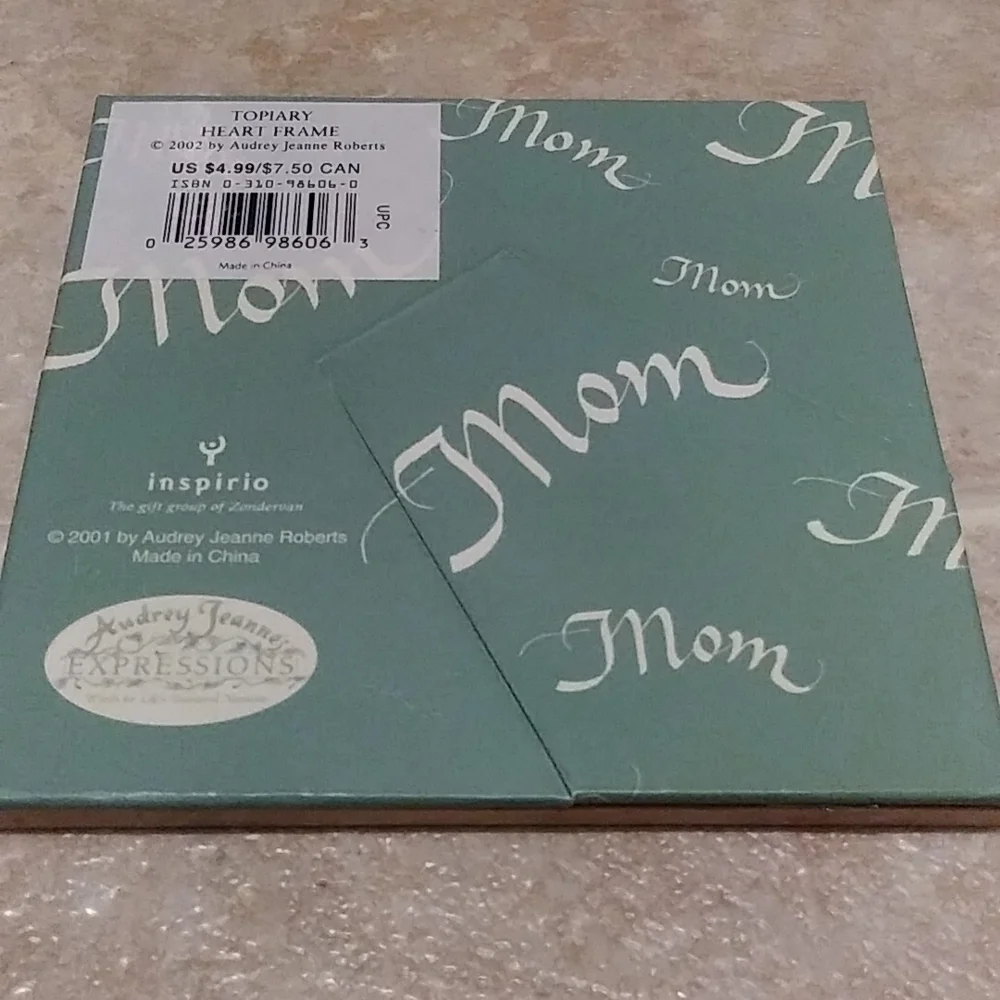 TOPIARY
HEART FRAME
© 2002 by Audrey Jeanne Roberts
US $4.99/$7.50 CAN
ISBN 0-310-98606-0
UPC
0 25986 98606 3
Made in China
Mom
M
Mom
Mom
Mom
inspirio
The gift group of Zondervan
© 2001 by Audrey Jeanne Roberts
Made in China
M
Mom
Audrey Jeanne's
EXPRESSIONS